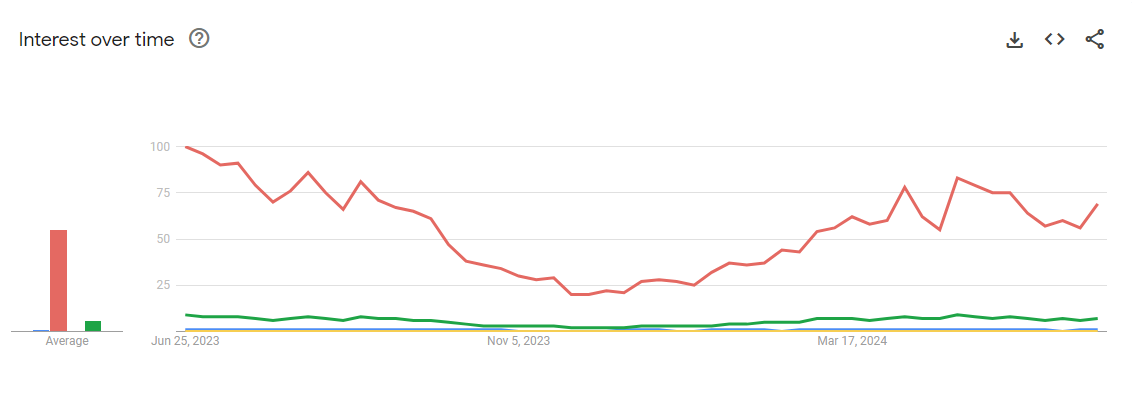 Interest over time
100
75
50
25
Average
Jun 25, 2023
Nov 5, 2023
Mar 17, 2024